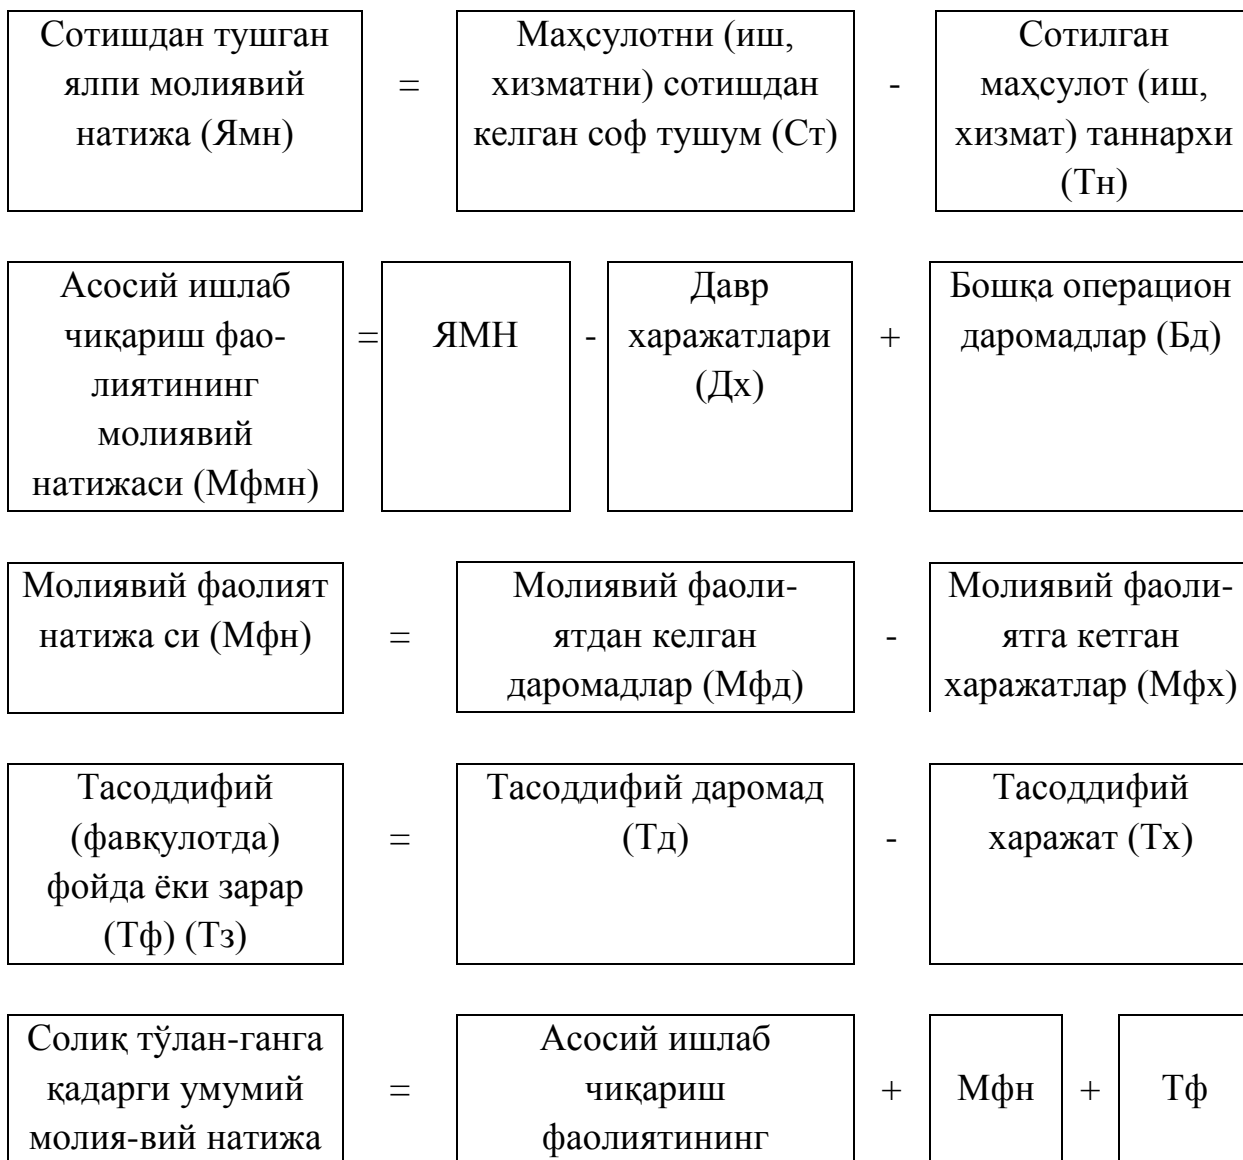 Сотишдан тушган
ялпи молиявий
натижа (Ямн)
=
Маҳсулотни (иш,
хизматни) сотишдан
келган соф тушум (Ст)
-
Сотилган
маҳсулот (иш,
хизмат) таннархи
(Тн)
Асосий ишлаб
чиқариш фао-
лиятининг
молиявий
натижаси (Мфмн)
=
ЯМН
-
Давр
харажатлари
(Дх)
+
Бошқа операцион
даромадлар (Бд)
Молиявий фаолият
натижа си (Мфн)
=
Молиявий фаоли-
ятдан келган
даромадлар (Мфд)
-
Молиявий фаоли-
ятга кетган
харажатлар (Мфх)
Тасоддифий
(фавқулотда)
фойда ёки зарар
(Тф) (Тз)
=
Тасоддифий даромад
(Тд)
-
Тасоддифий
харажат (Тх)
Солиқ тўлан-ганга
қадарги умумий
молия-вий натижа
=
Асосий ишлаб
чиқариш
фаолиятининг
+
Мфн
+
Тф